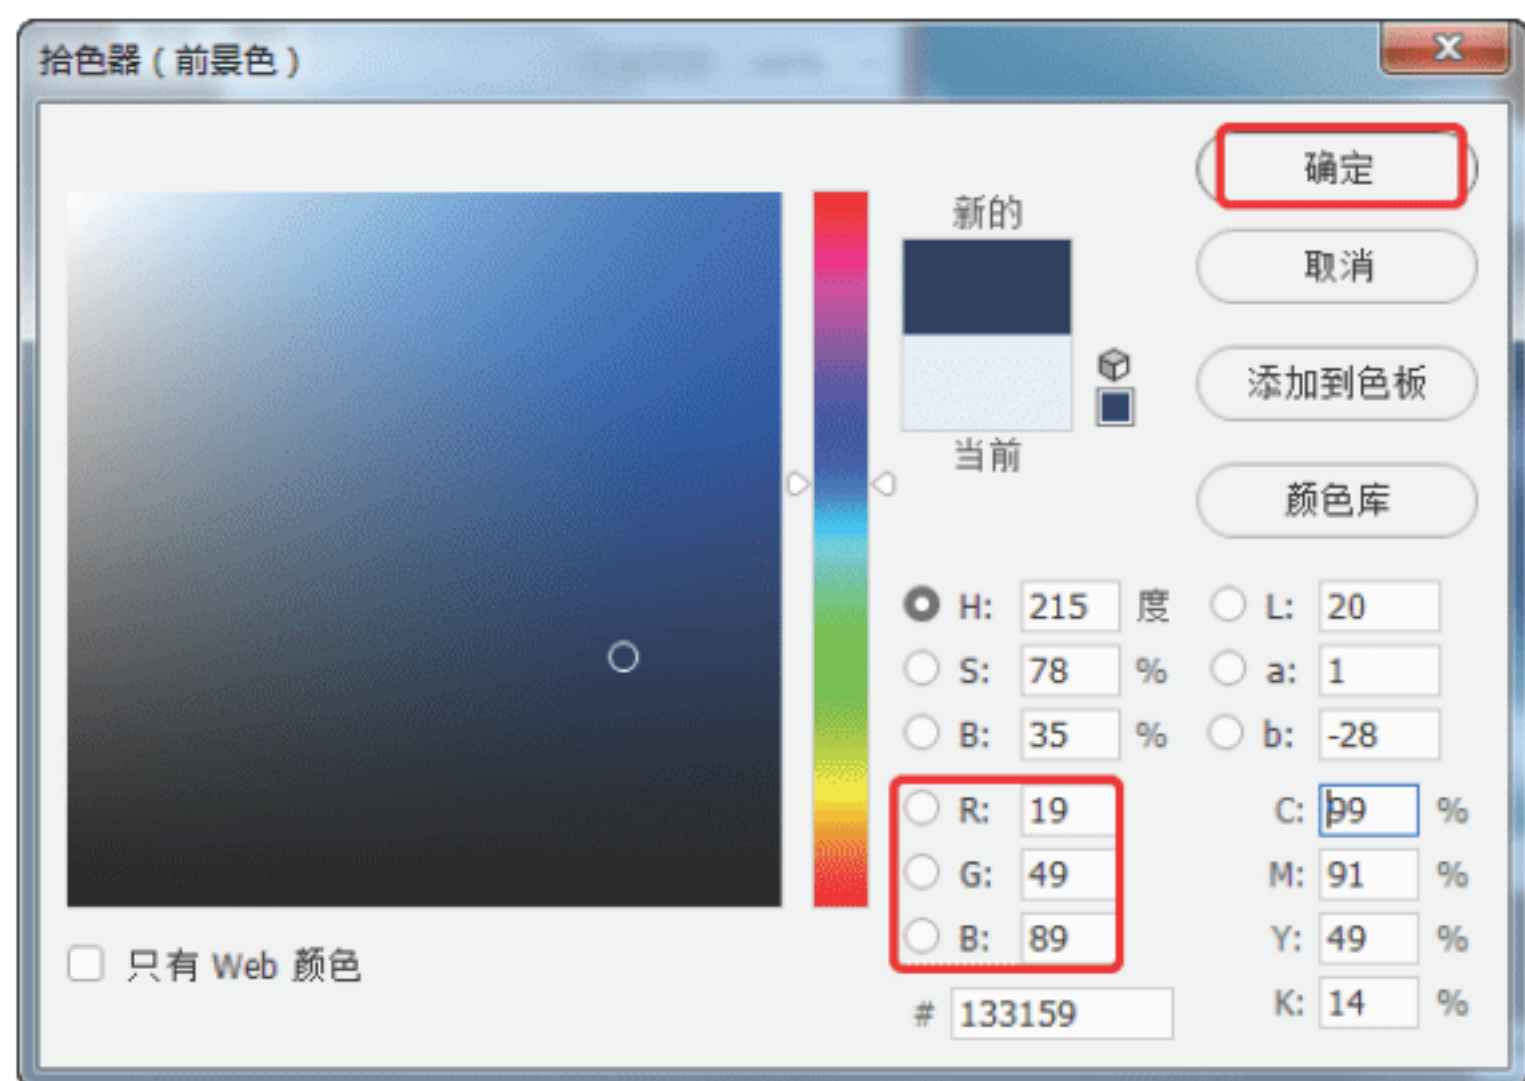 拾色器（前景色）
确定
新的
取消
添加到色板
当前
颜色库
H: 215 度 L: 20
S: 78 % a: 1
B: 35 % b: -28
R: 19 C: 99 %
G: 49 M: 91 %
B: 89 Y: 49 %
只有 Web 颜色
# 133159 K: 14 %